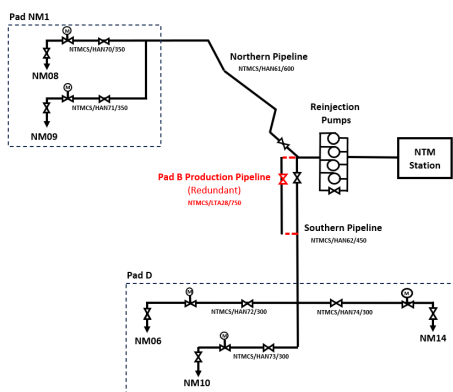 Pad NM1
M
NTMCS/HAN70/350
NM08
M
NTMCS/HAN71/350
NM09
Northern Pipeline
NTMCS/HAN61/600
Reinjection
Pumps
NTM
Station
Pad B Production Pipeline
(Redundant)
NTMCS/LTA28/750
Southern Pipeline
NTMCS/HAN62/450
Pad D
M
M
NTMCS/HAN72/300
NTMCS/HAN74/300
NM06
M
NM14
NTMCS/HAN73/300
NM10